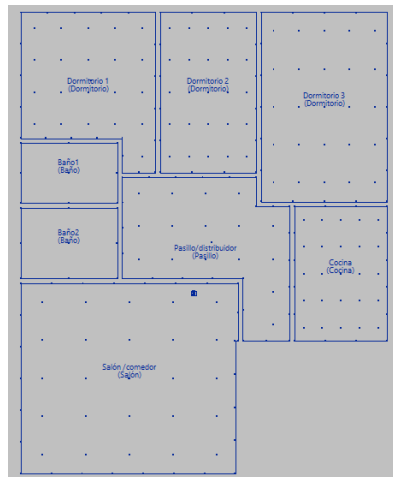 Dormitorio 1
(Dormitorio)
Dormitorio 2
(Dormitorio)
Dormitorio 3
(Dormitorio)
Baño1
(Baño)
Baño2
(Baño)
Pasillo/distribuidor
(Pasillo)
Cocina
(Cocina)
Salón /comedor
(Salón)